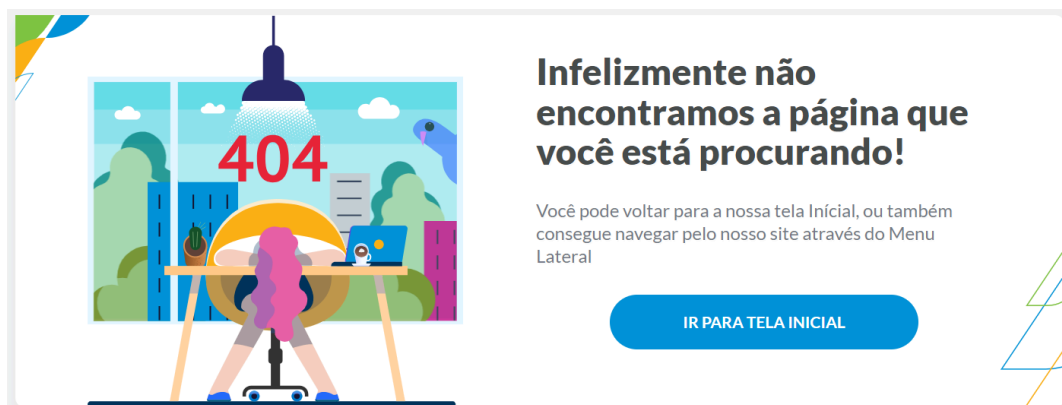 404
Infelizmente não
encontramos a página que
você está procurando!
Você pode voltar para a nossa tela Inícial, ou também
consegue navegar pelo nosso site através do Menu
Lateral
IR PARA TELA INICIAL